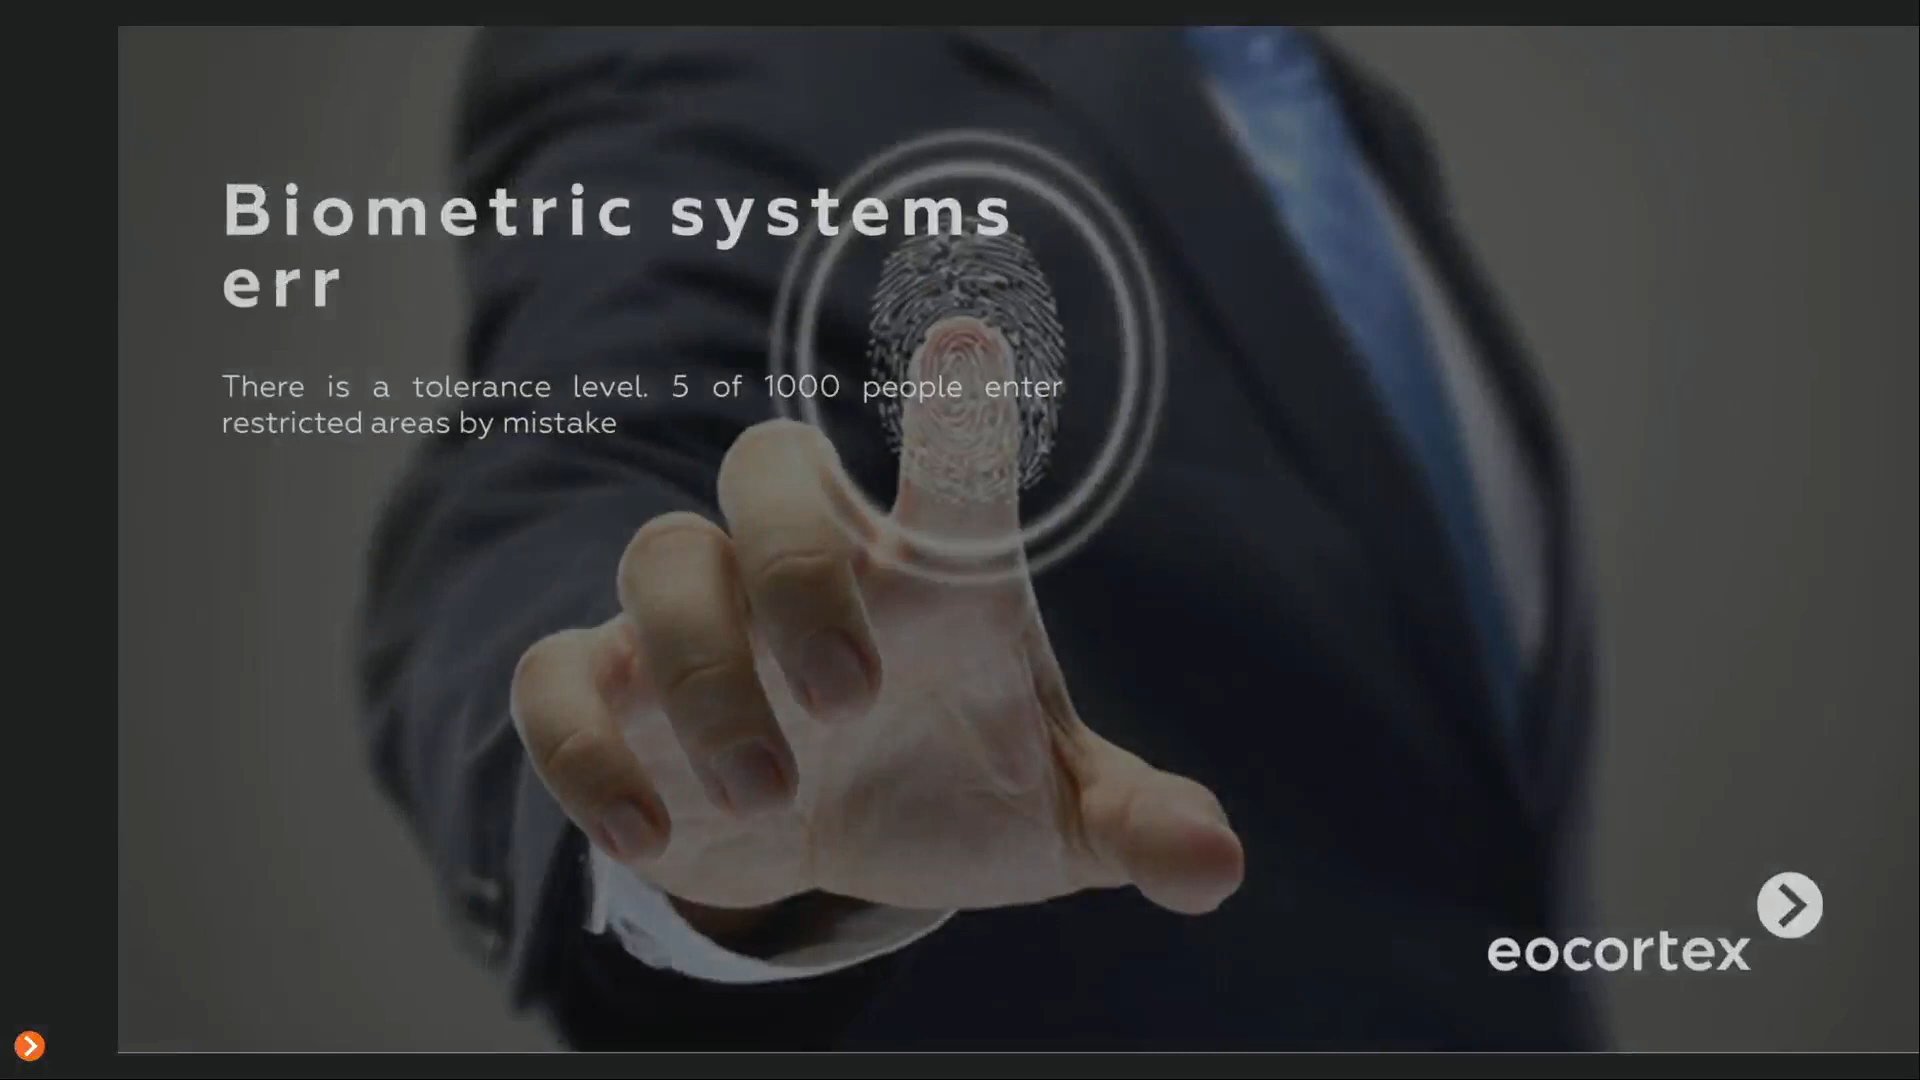 Biometric systems
err
There is a tolerance level. 5 of 1000 people enter
restricted areas by mistake
eocortex